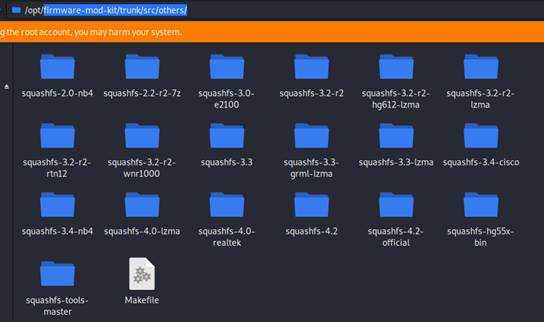 /opt/firmware-mod-kit/trunk/src/others/
g the root account, you may harm your system.
squashfs-2.0-nb4 squashfs-2.2-r2-7z squashfs-3.0- squashfs-3.2-r2 squashfs-3.2-r2- squashfs-3.2-r2-
e2100 hg612-lzma lzma
squashfs-3.2-r2- squashfs-3.2-r2- squashfs-3.3 squashfs-3.3- squashfs-3.3-lzma squashfs-3.4-cisco
rtn12 wnr1000 grml-lzma
squashfs-3.4-nb4 squashfs-4.0-lzma squashfs-4.0- squashfs-4.2 squashfs-4.2- squashfs-hg55x-
realtek official bin
squashfs-tools- Makefile
master